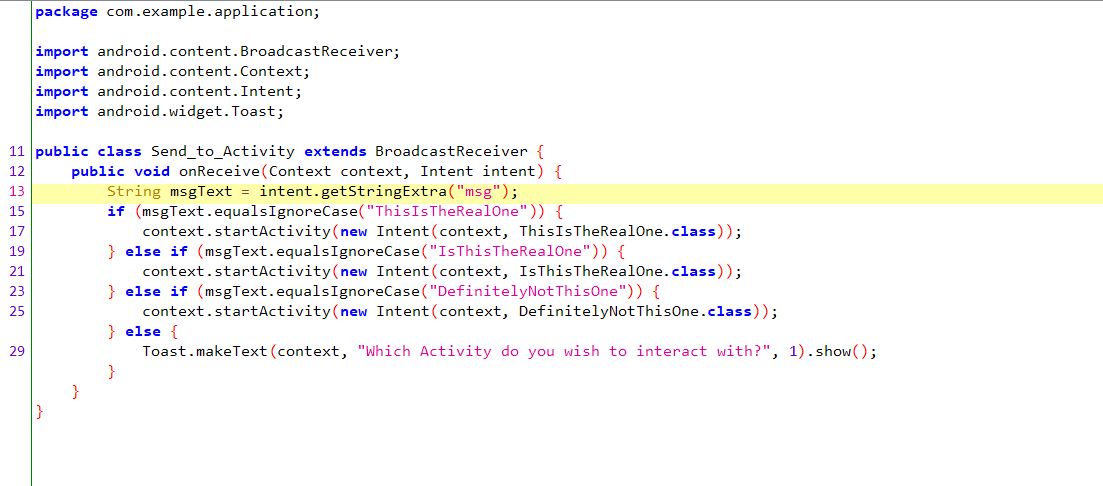 package com.example.application;
import android.content.BroadcastReceiver;
import android.content.Context;
import android.content.Intent;
import android.widget.Toast;
11 public class Send_to_Activity extends BroadcastReceiver {
12 public void onReceive(Context context, Intent intent) {
13 String msgText = intent.getStringExtra("msg");
15 if (msgText.equalsIgnoreCase("ThisIsTheRealOne")) {
17 context.startActivity(new Intent(context, ThisIsTheRealOne.class));
19 } else if (msgText.equalsIgnoreCase("IsThisTheRealOne")) {
21 context.startActivity(new Intent(context, IsThisTheRealOne.class));
23 } else if (msgText.equalsIgnoreCase("DefinitelyNotThisOne")) {
25 context.startActivity(new Intent(context, DefinitelyNotThisOne.class));
} else {
29 Toast.makeText(context, "Which Activity do you wish to interact with?", 1).show();
}
}
}